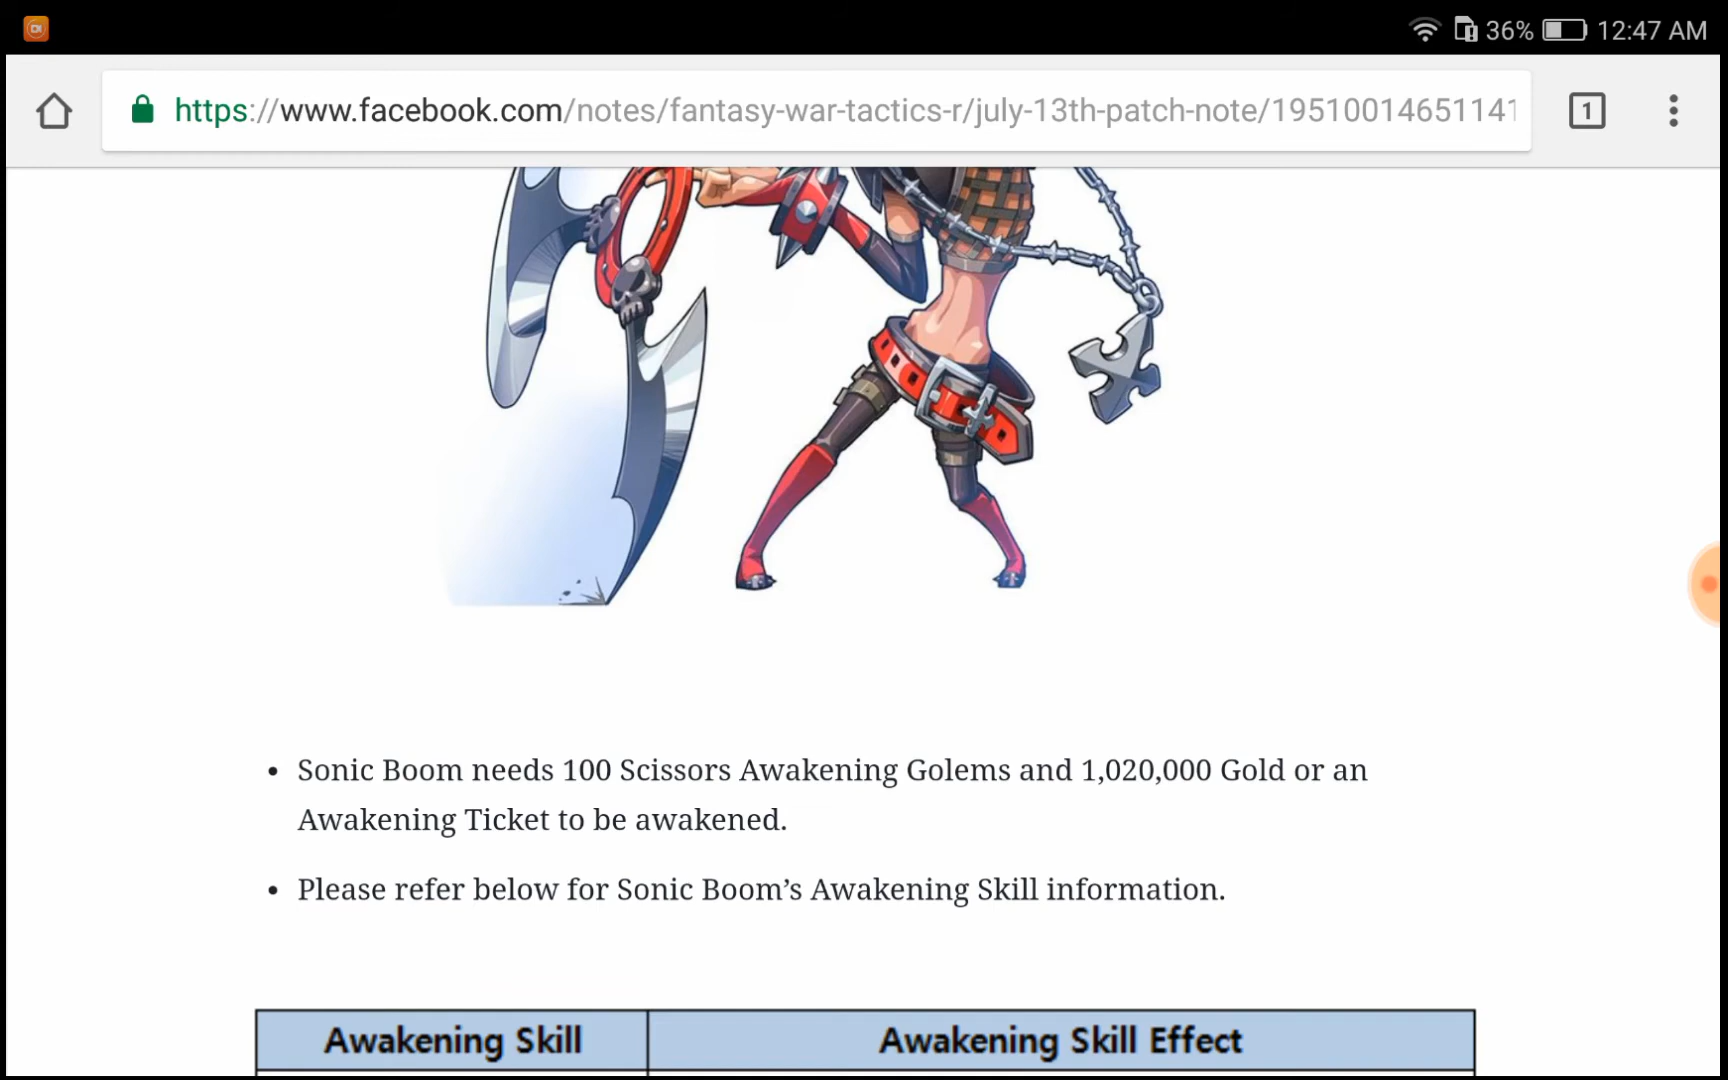 36% 12:47 AM
https://www.facebook.com/notes/fantasy-war-tactics-r/july-13th-patch-note/19510014651141
1
• Sonic Boom needs 100 Scissors Awakening Golems and 1,020,000 Gold or an
Awakening Ticket to be awakened.
• Please refer below for Sonic Boom’s Awakening Skill information.
Awakening Skill Awakening Skill Effect